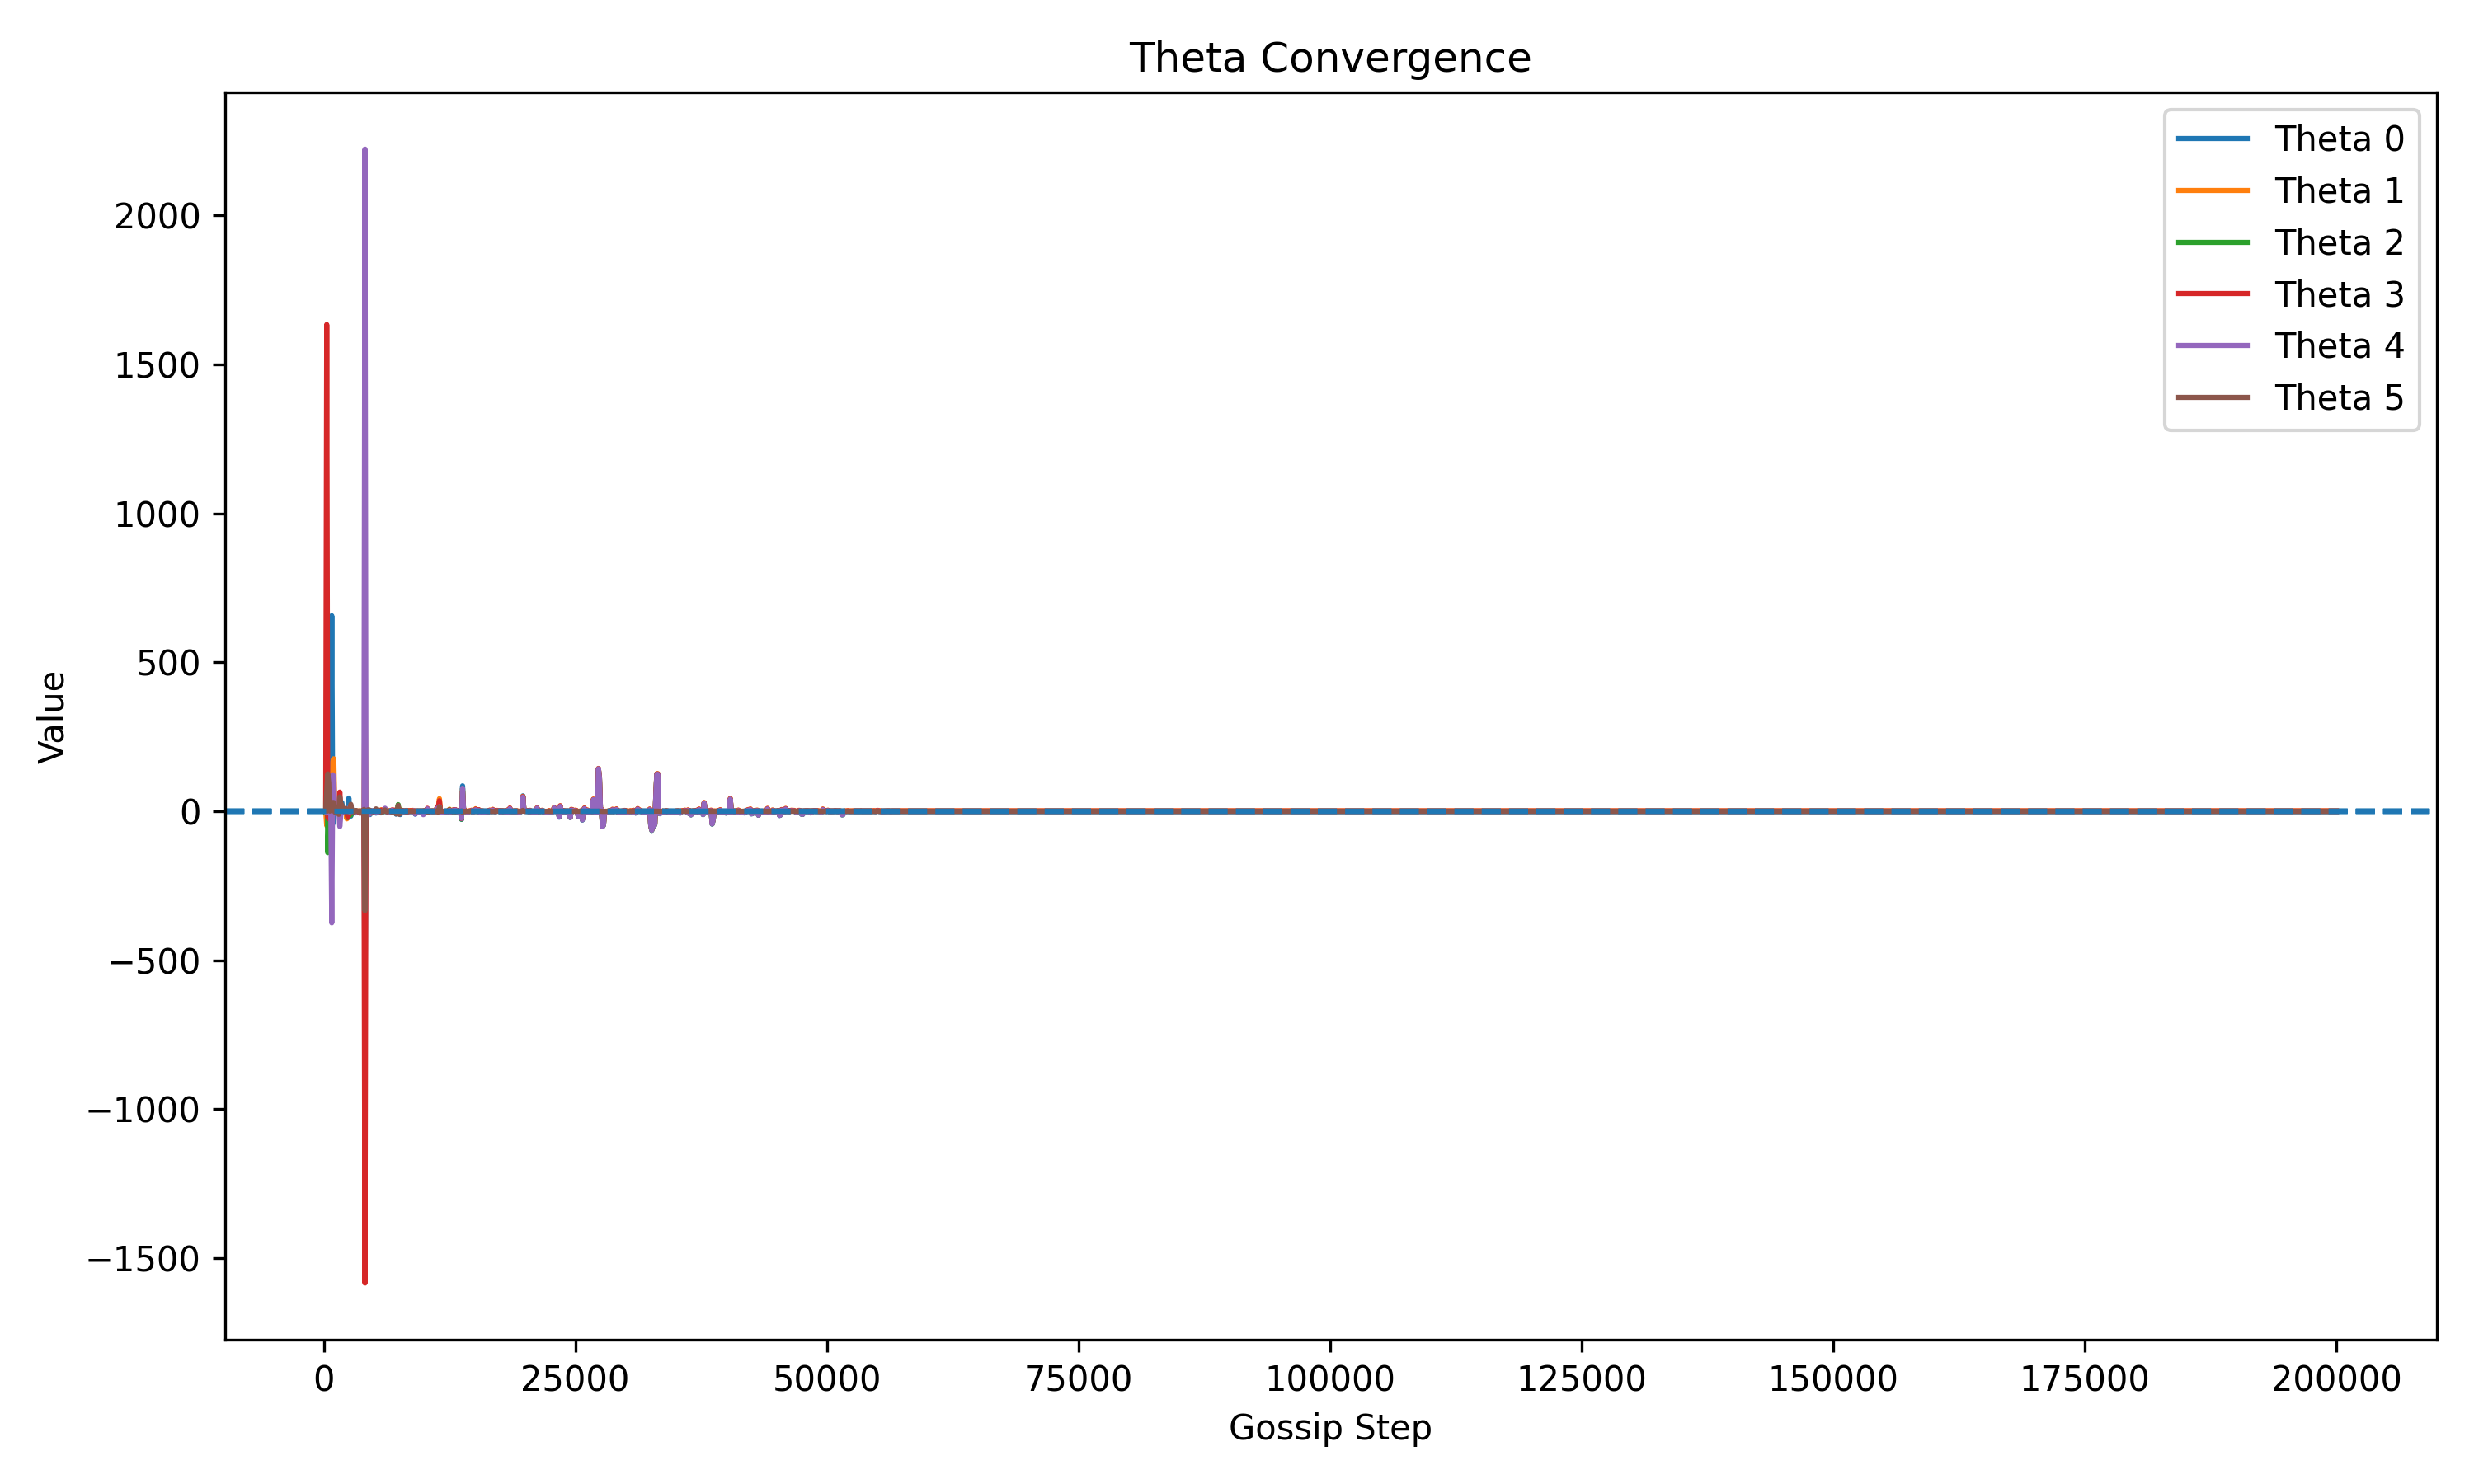 Theta Convergence
Theta 0
Theta 1
Theta 2
Theta 3
Theta 4
Theta 5
Value
2000
1500
1000
500
0
−500
−1000
−1500
0 25000 50000 75000 100000 125000 150000 175000 200000
Gossip Step